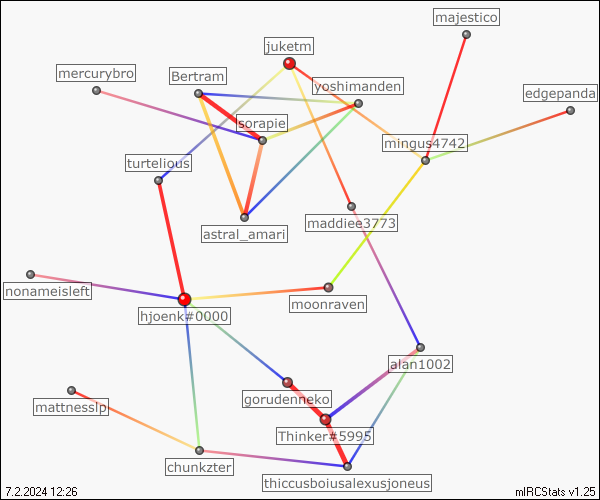 majestico
juketm
mercurybro
Bertram
yoshimanden
edgepanda
sorapie
mingus4742
turtelious
maddiee3773
astral_amari
nonameisleft
moonraven
hjoenk#0000
alan1002
gorudenneko
mattnesslp
Thinker#5995
chunkzter
thiccusboiusalexusjoneus
7.2.2024 12:26
mIRCStats v1.25